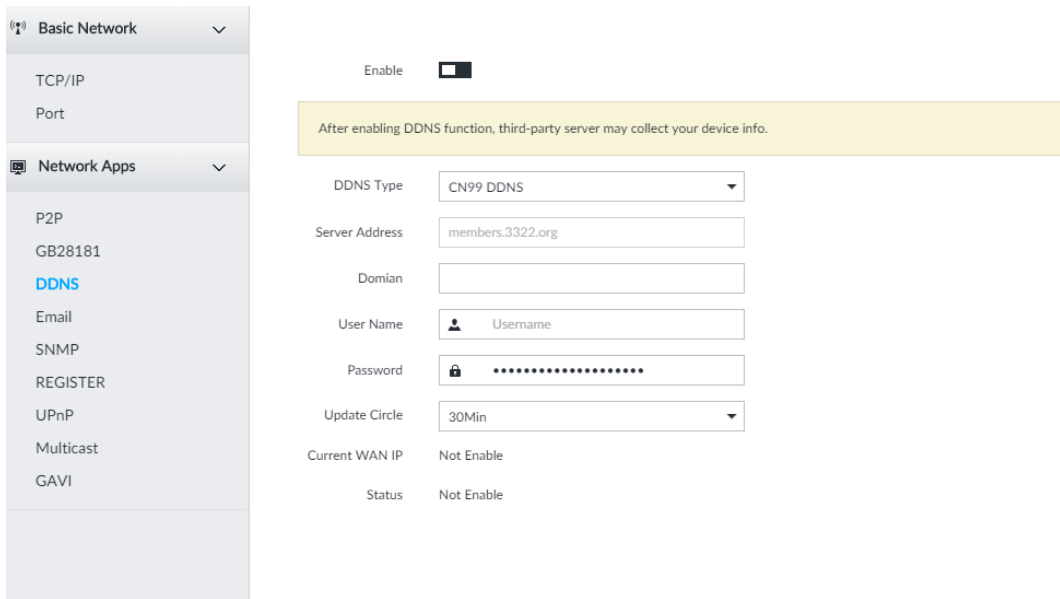 Basic Network
TCP/IP
Port
Network Apps
P2P
GB28181
DDNS
Email
SNMP
REGISTER
UPnP
Multicast
GAVI
Enable
After enabling DDNS function, third-party server may collect your device info.
DDNS Type CN99 DDNS
Server Address members.3322.org
Domian
User Name Username
Password ••••••••••••••••••••
Update Circle 30Min
Current WAN IP Not Enable
Status Not Enable